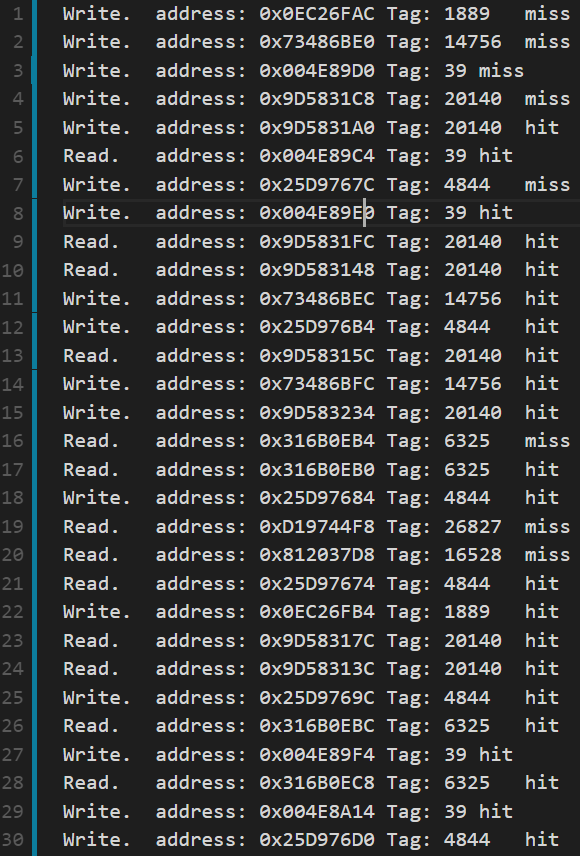 1 Write. address: 0x0EC26FAC Tag: 1889 miss
2 Write. address: 0x73486BE0 Tag: 14756 miss
3 Write. address: 0x004E89D0 Tag: 39 miss
4 Write. address: 0x9D5831C8 Tag: 20140 miss
5 Write. address: 0x9D5831A0 Tag: 20140 hit
6 Read. address: 0x004E89C4 Tag: 39 hit
7 Write. address: 0x25D9767C Tag: 4844 miss
8 Write. address: 0x004E89E0 Tag: 39 hit
9 Read. address: 0x9D5831FC Tag: 20140 hit
10 Read. address: 0x9D583148 Tag: 20140 hit
11 Write. address: 0x73486BEC Tag: 14756 hit
12 Write. address: 0x25D976B4 Tag: 4844 hit
13 Read. address: 0x9D58315C Tag: 20140 hit
14 Write. address: 0x73486BFC Tag: 14756 hit
15 Write. address: 0x9D583234 Tag: 20140 hit
16 Read. address: 0x316B0EB4 Tag: 6325 miss
17 Read. address: 0x316B0EB0 Tag: 6325 hit
18 Write. address: 0x25D97684 Tag: 4844 hit
19 Read. address: 0xD19744F8 Tag: 26827 miss
20 Read. address: 0x812037D8 Tag: 16528 miss
21 Read. address: 0x25D97674 Tag: 4844 hit
22 Write. address: 0x0EC26FB4 Tag: 1889 hit
23 Read. address: 0x9D58317C Tag: 20140 hit
24 Read. address: 0x9D58313C Tag: 20140 hit
25 Write. address: 0x25D9769C Tag: 4844 hit
26 Read. address: 0x316B0EBC Tag: 6325 hit
27 Write. address: 0x004E89F4 Tag: 39 hit
28 Read. address: 0x316B0EC8 Tag: 6325 hit
29 Write. address: 0x004E8A14 Tag: 39 hit
30 Write. address: 0x25D976D0 Tag: 4844 hit